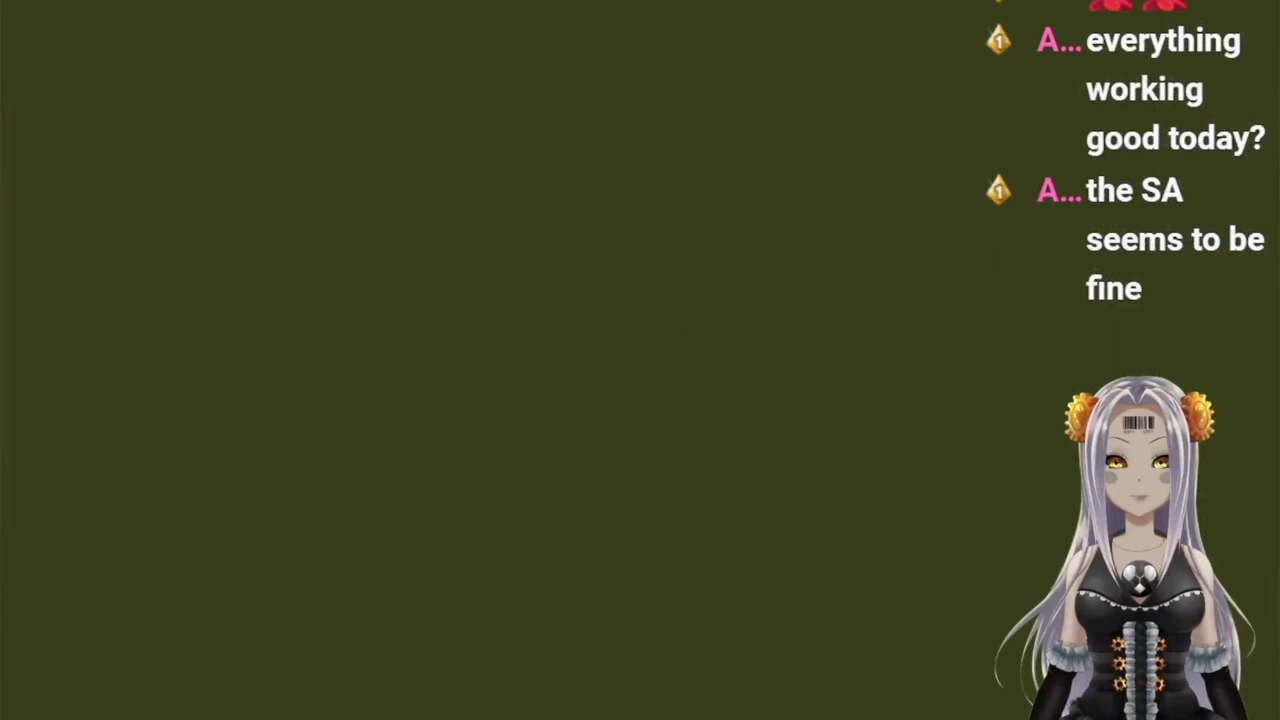 A... everything
working
good today?
A... the SA
seems to be
fine